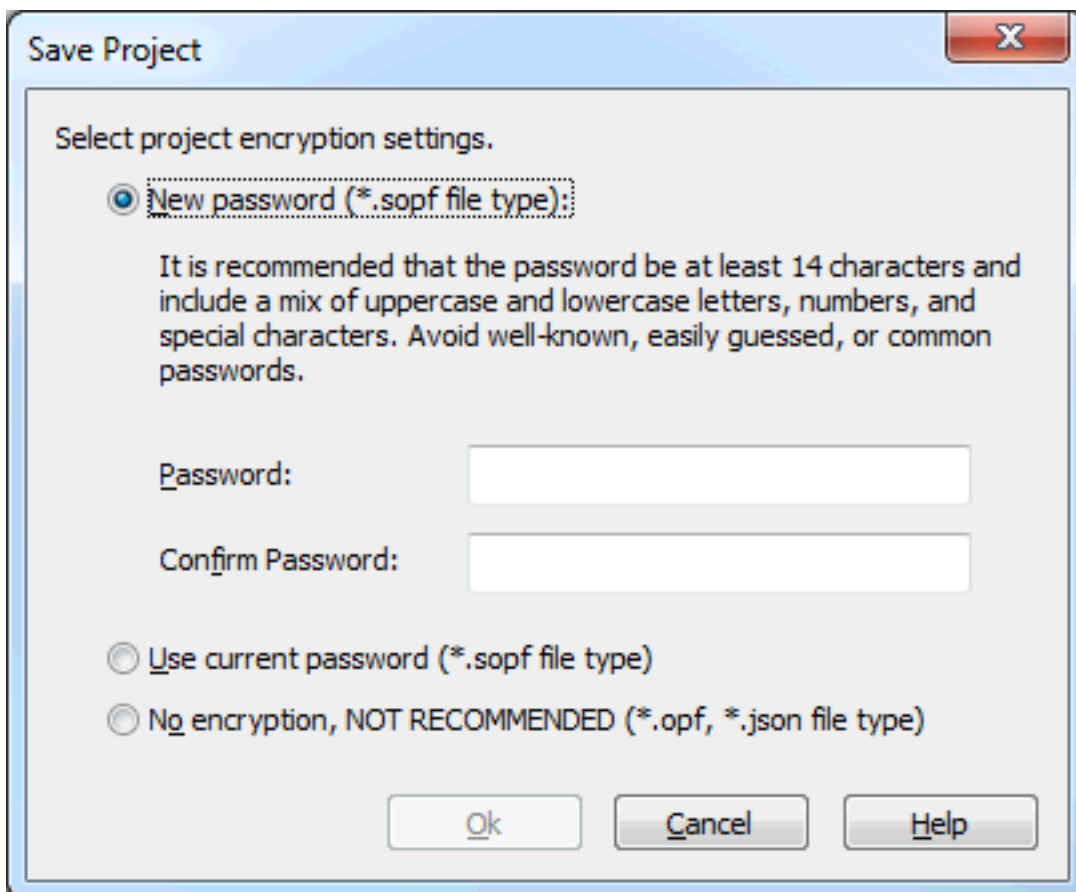 Save Project
Select project encryption settings.
New password (*.sopf file type):
It is recommended that the password be at least 14 characters and
include a mix of uppercase and lowercase letters, numbers, and
special characters. Avoid well-known, easily guessed, or common
passwords.
Password:
Confirm Password:
Use current password (*.sopf file type)
No encryption, NOT RECOMMENDED (*.opf, *.json file type)
Ok Cancel Help